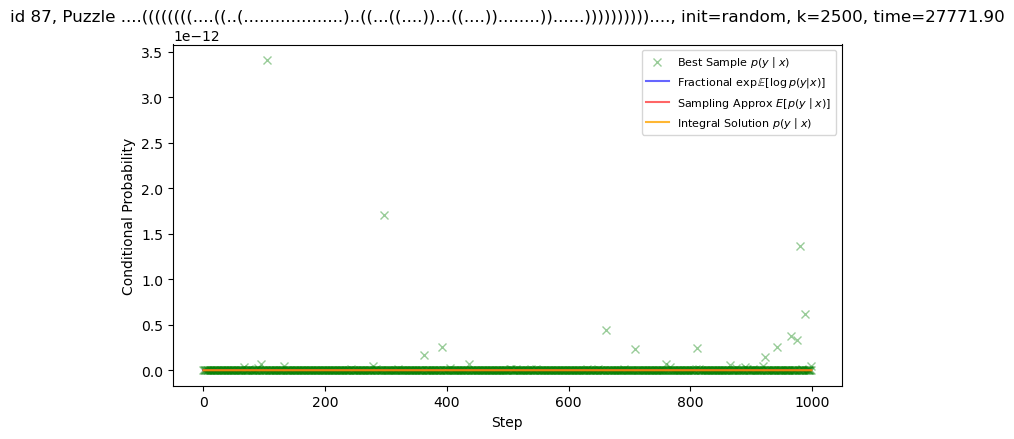 id 87, Puzzle ....((((((((....((..(...................)..((...((....))...((....))........))......))))))))))...., init=random, k=2500, time=27771.90
1e−12
3.5
3.0
2.5
2.0
1.5
1.0
0.5
0.0
Conditional Probability
Best Sample p(y | x)
Fractional exp𝔼[log p(y|x)]
Sampling Approx E[p(y | x)]
Integral Solution p(y | x)
0 200 400 600 800 1000
Step